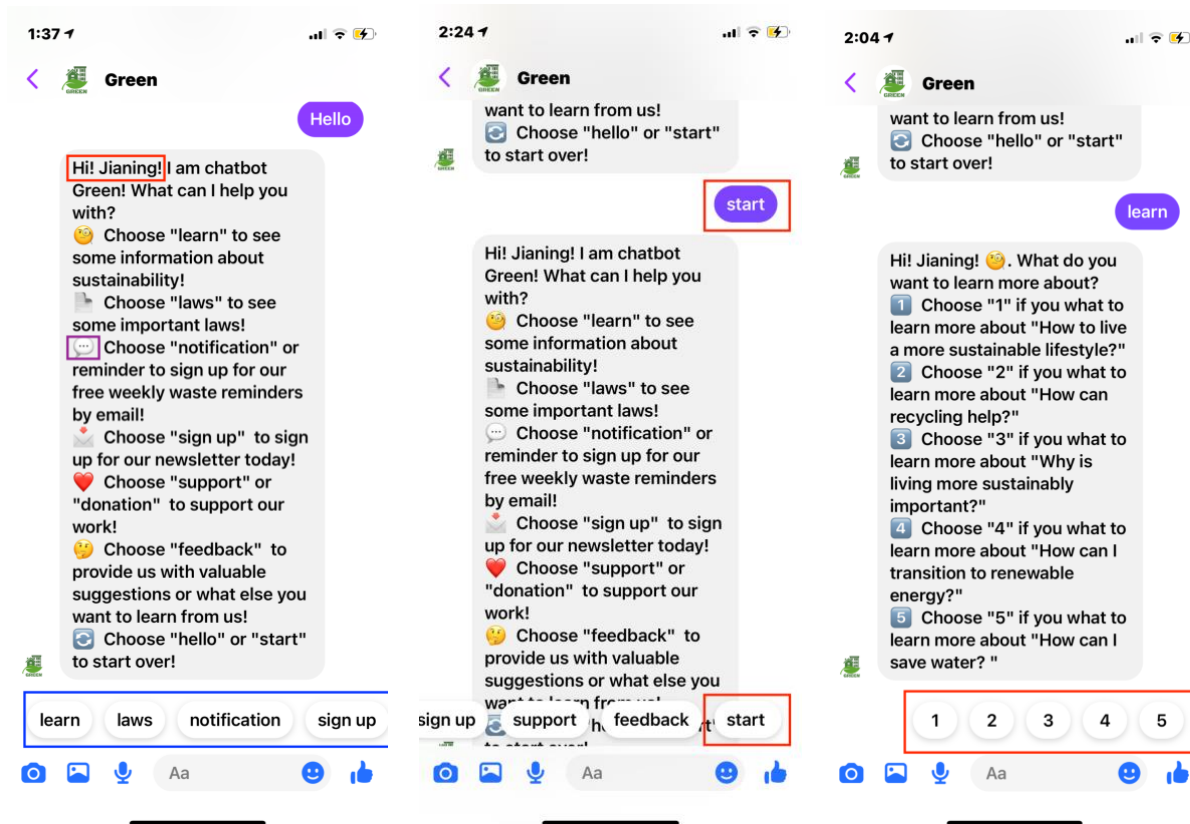 1:37
Green
Hello
Hi! Jianing! I am chatbot
Green! What can I help you
with?
🧐 Choose "learn" to see
some information about
sustainability!
📄 Choose "laws" to see
some important laws!
💬 Choose "notification" or
reminder to sign up for our
free weekly waste reminders
by email!
📩 Choose "sign up" to sign
up for our newsletter today!
❤️ Choose "support" or
"donation" to support our
work!
🤔 Choose "feedback" to
provide us with valuable
suggestions or what else you
want to learn from us!
🔄 Choose "hello" or "start"
to start over!
learn laws notification sign up
Aa
2:24
Green
want to learn from us!
🔄 Choose "hello" or "start"
to start over!
start
Hi! Jianing! I am chatbot
Green! What can I help you
with?
🧐 Choose "learn" to see
some information about
sustainability!
📄 Choose "laws" to see
some important laws!
💬 Choose "notification" or
reminder to sign up for our
free weekly waste reminders
by email!
📩 Choose "sign up" to sign
up for our newsletter today!
❤️ Choose "support" or
"donation" to support our
work!
🤔 Choose "feedback" to
provide us with valuable
suggestions or what else you
sign up support feedback start
Aa
2:04
Green
want to learn from us!
🔄 Choose "hello" or "start"
to start over!
learn
Hi! Jianing! 🧐. What do you
want to learn more about?
1️⃣ Choose "1" if you what to
learn more about "How to live
a more sustainable lifestyle?"
2️⃣ Choose "2" if you what to
learn more about "How can
recycling help?"
3️⃣ Choose "3" if you what to
learn more about "Why is
living more sustainably
important?"
4️⃣ Choose "4" if you what to
learn more about "How can I
transition to renewable
energy?"
5️⃣ Choose "5" if you what to
learn more about "How can I
save water? "
1 2 3 4 5
Aa